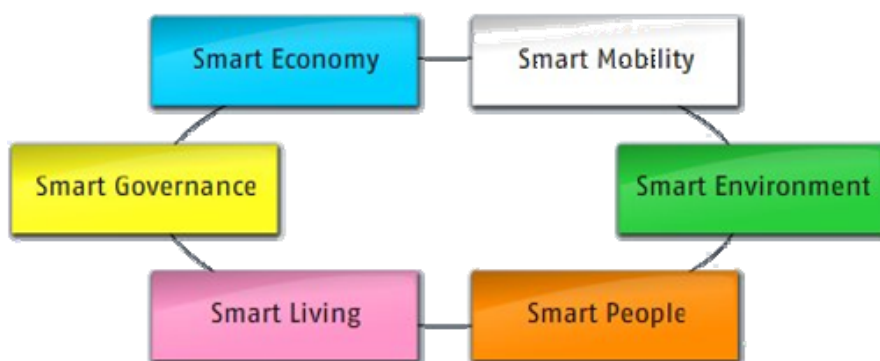 Smart Economy
Smart Mobility
Smart Governance
Smart Environment
Smart Living
Smart People